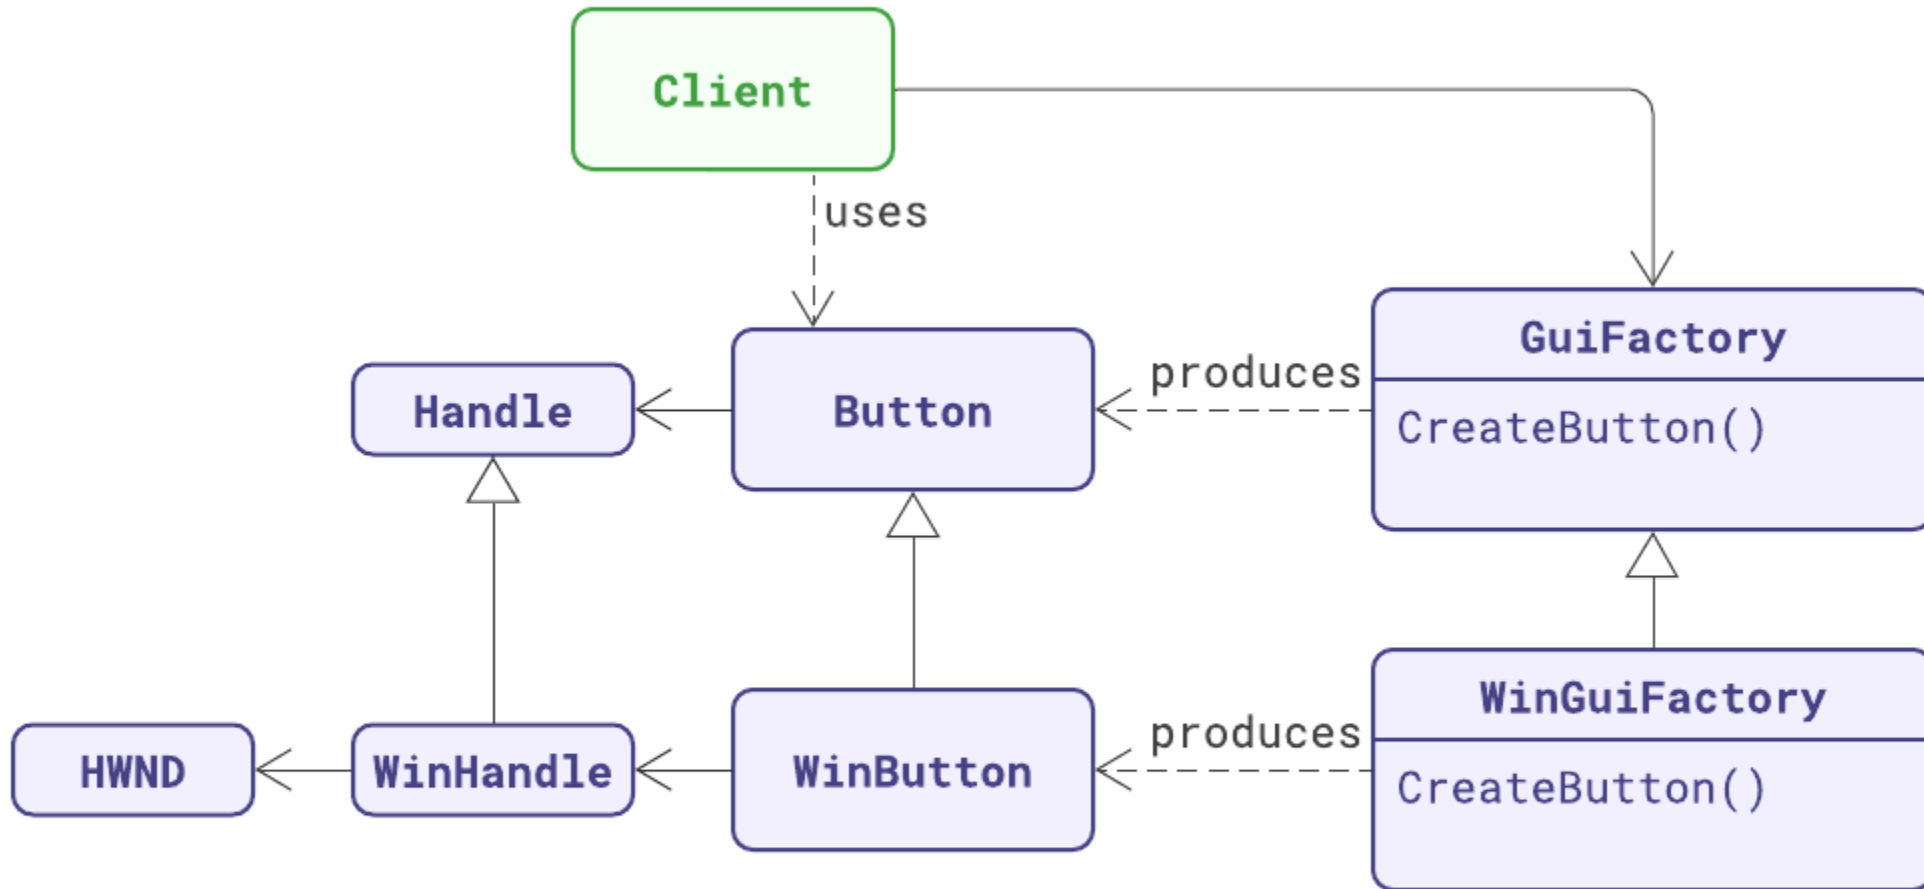 Client
uses
GuiFactory
produces
CreateButton()
Handle
Button
WinGuiFactory
produces
CreateButton()
HWND
WinHandle
WinButton